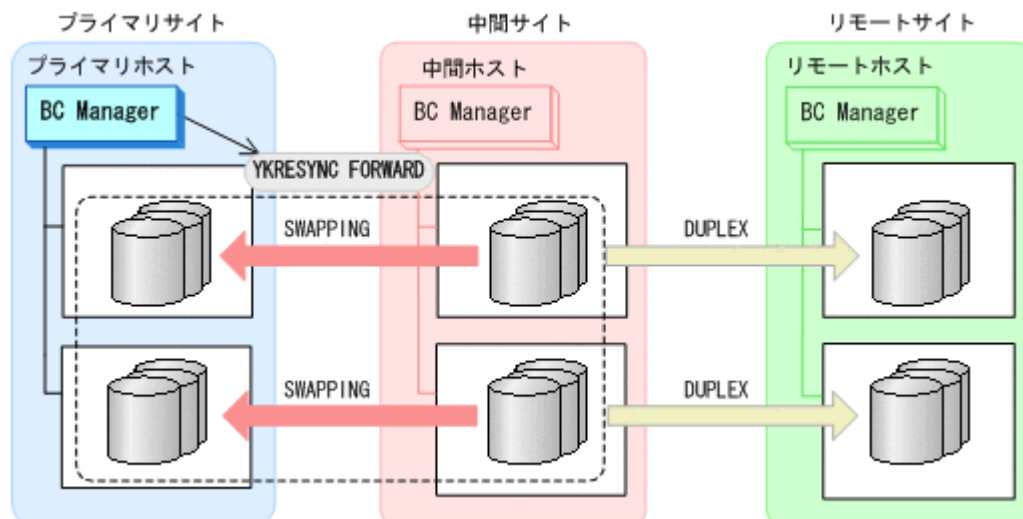 プライマリサイト
中間サイト
リモートサイト
プライマリホスト
中間ホスト
リモートホスト
BC Manager
BC Manager
BC Manager
YKRESYNC FORWARD
SWAPPING
DUPLEX
SWAPPING
DUPLEX